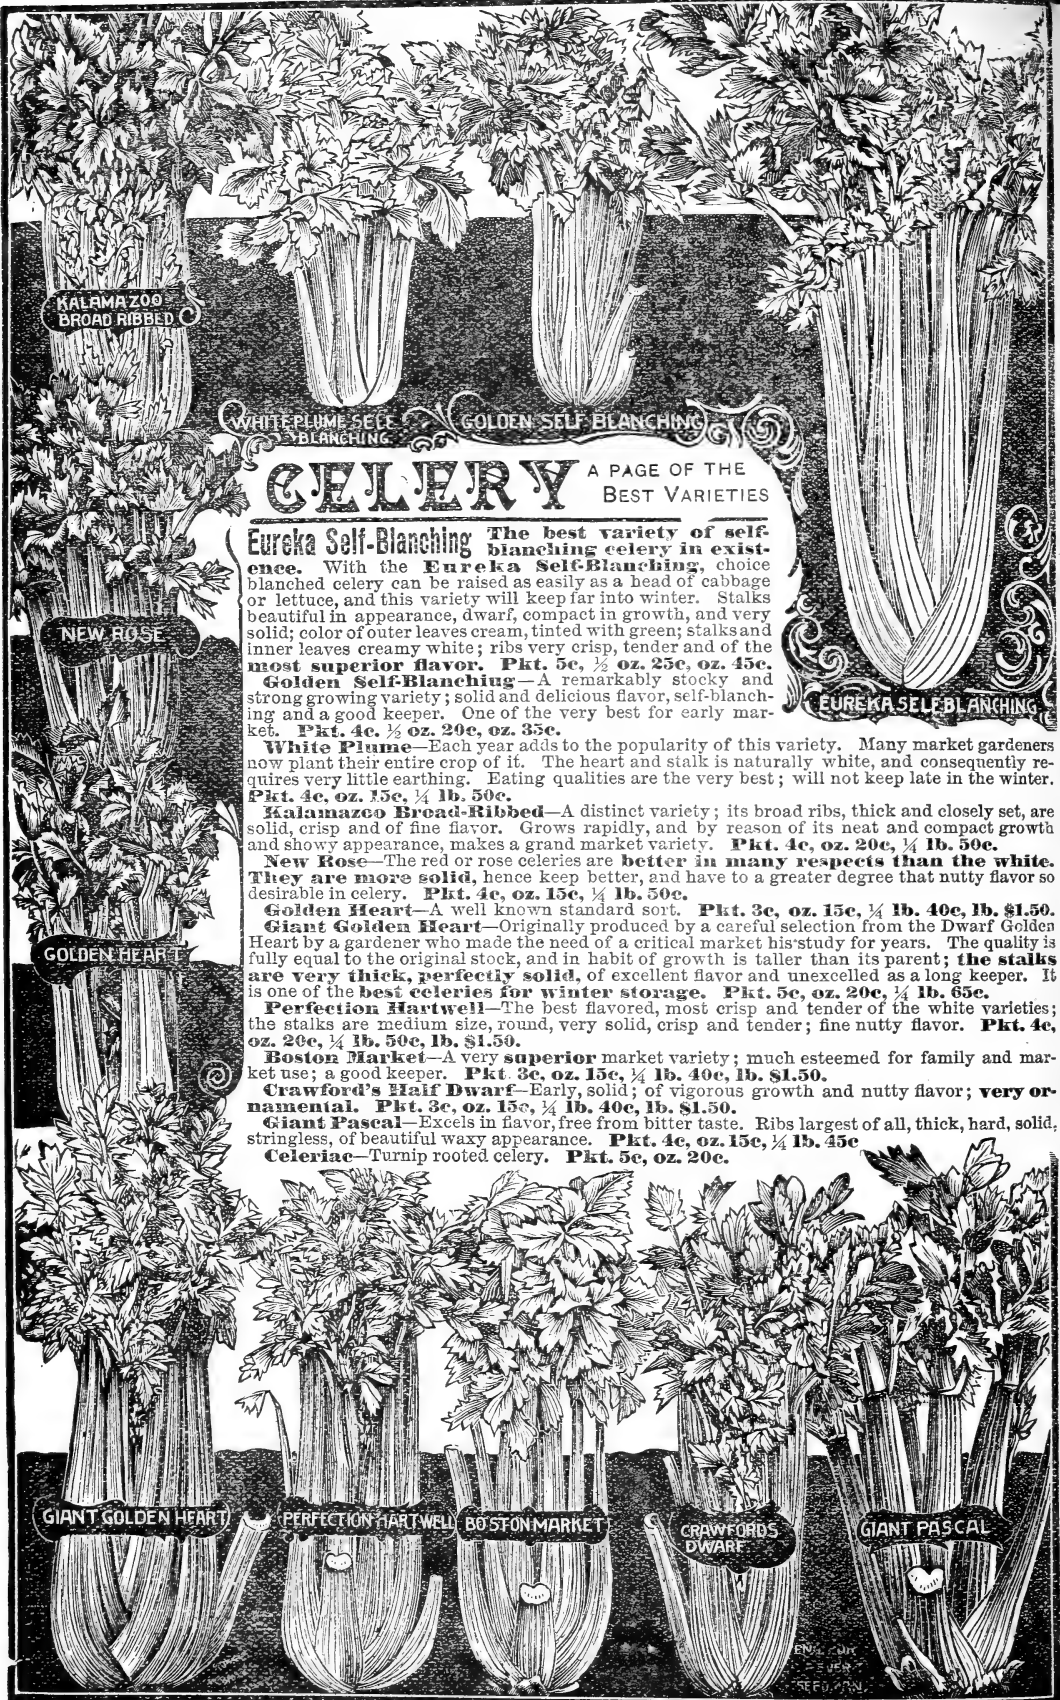 KALAMAZOO
BROAD RIBBED
WHITE PLUME SELF
BLANCHING
GOLDEN SELF BLANCHING
CELERY
A PAGE OF THE
BEST VARIETIES
Eureka Self-Blanching The best variety of self-
blanching celery in exist-
ence. With the Eureka Self-Blanching, choice
blanched celery can be raised as easily as a head of cabbage
or lettuce, and this variety will keep far into winter. Stalks
beautiful in appearance, dwarf, compact in growth, and very
solid; color of outer leaves cream, tinted with green; stalks and
inner leaves creamy white; ribs very crisp, tender and of the
most superior flavor. Pkt. 5c, ½ oz. 25c, oz. 45c.
Golden Self-Blanching—A remarkably stocky and
strong growing variety; solid and delicious flavor, self-blanch-
ing and a good keeper. One of the very best for early mar-
ket. Pkt. 4c. ½ oz. 20c, oz. 35c.
EUREKA SELF BLANCHING
White Plume—Each year adds to the popularity of this variety. Many market gardeners
now plant their entire crop of it. The heart and stalk is naturally white, and consequently re-
quires very little earthing. Eating qualities are the very best; will not keep late in the winter.
Pkt. 4c, oz. 15c, ¼ lb. 50c.
Kalamazoo Broad-Ribbed—A distinct variety; its broad ribs, thick and closely set, are
solid, crisp and of fine flavor. Grows rapidly, and by reason of its neat and compact growth
and showy appearance, makes a grand market variety. Pkt. 4c, oz. 20c, ¼ lb. 50c.
New Rose—The red or rose celeries are better in many respects than the white.
They are more solid, hence keep better, and have to a greater degree that nutty flavor so
desirable in celery. Pkt. 4c, oz. 15c, ¼ lb. 50c.
Golden Heart—A well known standard sort. Pkt. 3c, oz. 15c, ¼ lb. 40c, lb. $1.50.
Giant Golden Heart—Originally produced by a careful selection from the Dwarf Golden
Heart by a gardener who made the need of a critical market his study for years. The quality is
fully equal to the original stock, and in habit of growth is taller than its parent; the stalks
are very thick, perfectly solid, of excellent flavor and unexcelled as a long keeper. It
is one of the best celeries for winter storage. Pkt. 5c, oz. 20c, ¼ lb. 65c.
Perfection Hartwell—The best flavored, most crisp and tender of the white varieties;
the stalks are medium size, round, very solid, crisp and tender; fine nutty flavor. Pkt. 4c,
oz. 20c, ¼ lb. 50c, lb. $1.50.
Boston Market—A very superior market variety; much esteemed for family and mar-
ket use; a good keeper. Pkt. 3c, oz. 15c, ¼ lb. 40c, lb. $1.50.
Crawford's Half Dwarf—Early, solid; of vigorous growth and nutty flavor; very or-
namental. Pkt. 3c, oz. 15c, ¼ lb. 40c, lb. $1.50.
Giant Pascal—Excels in flavor, free from bitter taste. Ribs largest of all, thick, hard, solid,
stringless, of beautiful waxy appearance. Pkt. 4c, oz. 15c, ¼ lb. 45c
Celeriac—Turnip rooted celery. Pkt. 5c, oz. 20c.
NEW ROSE
GOLDEN HEART
GIANT GOLDEN HEART
PERFECTION HARTWELL
BOSTON MARKET
CRAWFORDS
DWARF
GIANT PASCAL